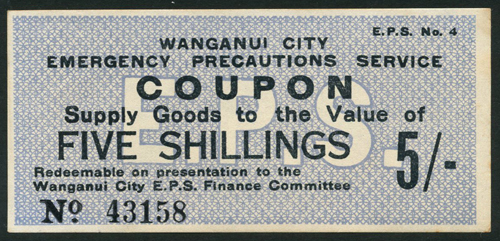 E.P.S. No. 4
WANGANUI CITY
EMERGENCY PRECAUTIONS SERVICE
COUPON
Supply Goods to the Value of
E.P.S.
FIVE SHILLINGS 5/-
Redeemable on presentation to the
Wanganui City E.P.S. Finance Committee
No. 43158